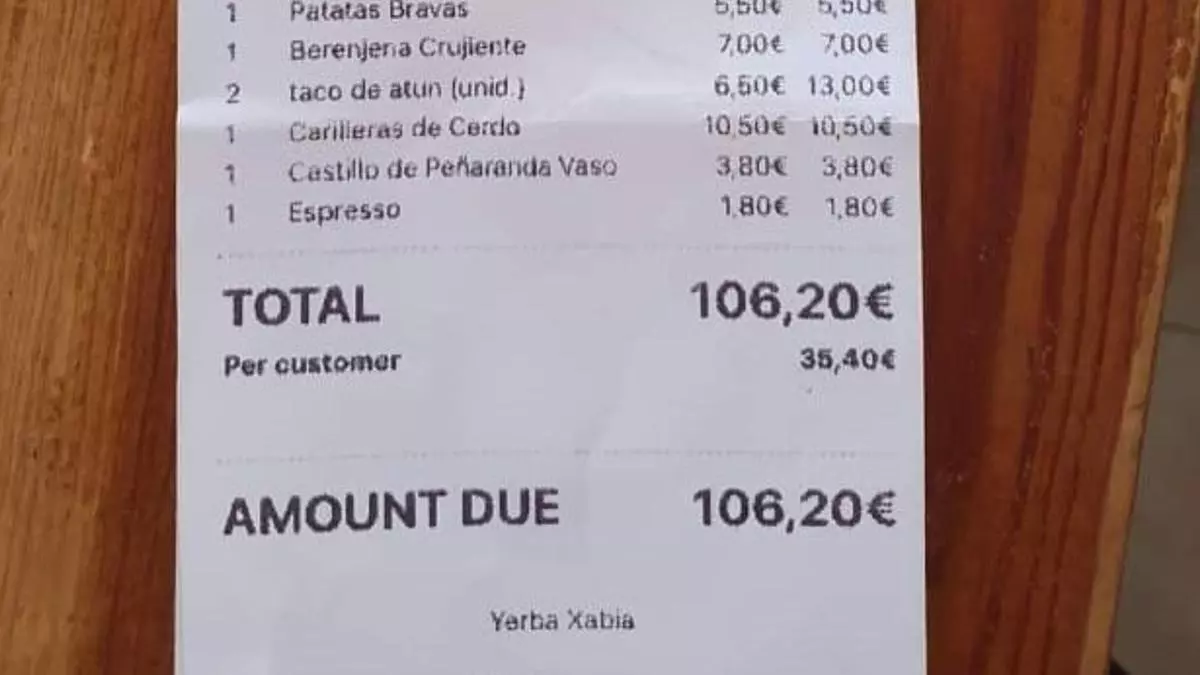 1 Patatas Bravas 5,50€ 5,50€
1 Berenjena Crujiente 7,00€ 7,00€
2 taco de atun (unid.) 6,50€ 13,00€
1 Carilleras de Cerdo 10,50€ 10,50€
1 Castillo de Peñaranda Vaso 3,80€ 3,80€
1 Espresso 1,80€ 1,80€
TOTAL 106,20€
Per customer 35,40€
AMOUNT DUE 106,20€
Yerba Xabia